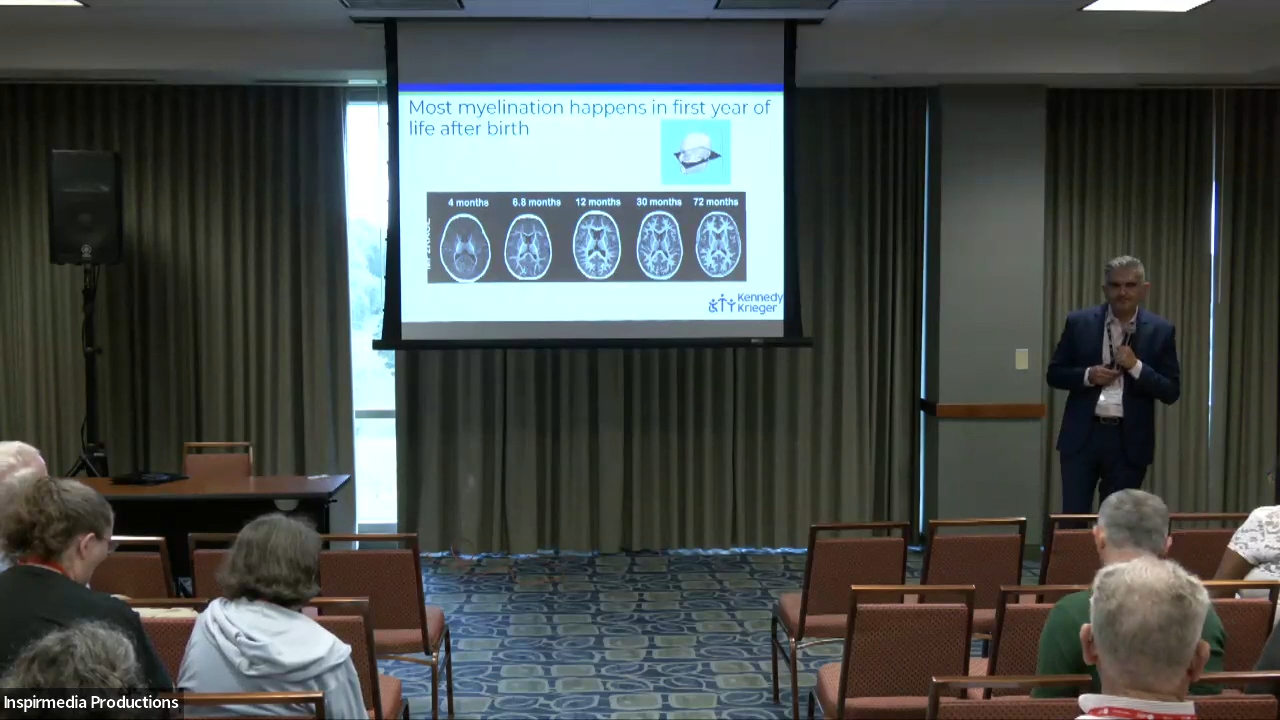 Most myelination happens in first year of
life after birth
4 months 6.8 months 12 months 30 months 72 months
Kennedy
Krieger
Inspirmedia Productions